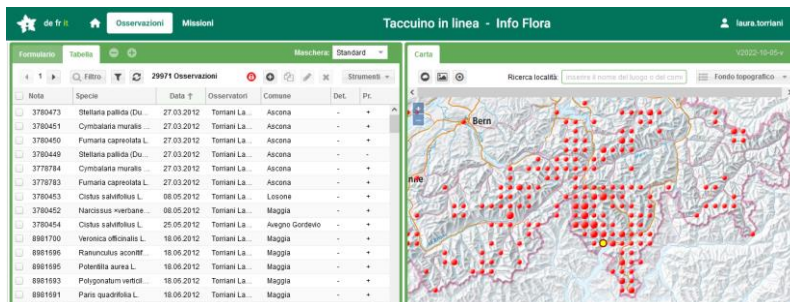 de fr it Osservazioni Missioni Taccuino in linea - Info Flora laura.torriani
Formulario Tabella Maschera: Standard Carta V2022-10-05-v
1 Filtro 29971 Osservazioni Strumenti Ricerca località: Inserire il nome del luogo o del com Fondo topografico
Nota Specie Data ↑ Osservatori Comune Det. Pr.
3780473 Stellaria pallida (Du... 27.03.2012 Torriani La... Ascona - +
3780451 Cymbalaria muralis ... 27.03.2012 Torriani La... Ascona - +
3780450 Fumaria capreolata L. 27.03.2012 Torriani La... Ascona - +
3780449 Stellaria pallida (Du... 27.03.2012 Torriani La... Ascona - -
3778784 Cymbalaria muralis ... 27.03.2012 Torriani La... Ascona - +
3778783 Fumaria capreolata L. 27.03.2012 Torriani La... Ascona - +
3780453 Cistus salviifolius L. 08.05.2012 Torriani La... Losone - +
3780452 Narcissus ×verbane... 08.05.2012 Torriani La... Maggia - +
3780454 Cistus salviifolius L. 25.05.2012 Torriani La... Avegno Gordevio - +
8981700 Veronica officinalis L. 18.06.2012 Torriani La... Maggia - +
8981696 Ranunculus aconitif... 18.06.2012 Torriani La... Maggia - +
8981695 Potentilla aurea L. 18.06.2012 Torriani La... Maggia - +
8981693 Polygonatum verticil... 18.06.2012 Torriani La... Maggia - +
8981691 Paris quadrifolia L. 18.06.2012 Torriani La... Maggia - +
Bern